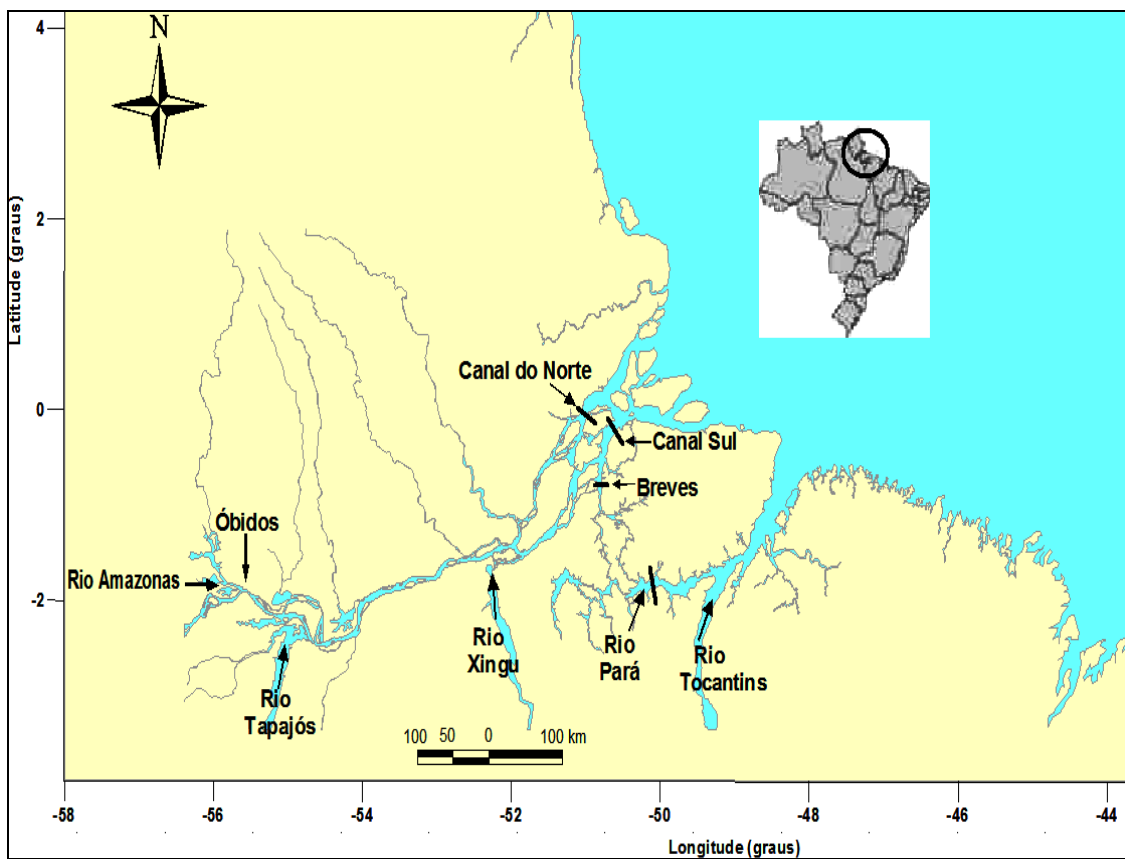 4
N
2
Latitude (graus)
Canal do Norte
0
Canal Sul
Breves
Óbidos
Rio Amazonas
-2
Rio
Xingu
Rio
Pará
Rio
Tocantins
Rio
Tapajós
100 50 0 100 km
-58 -56 -54 -52 -50 -48 -46 -44
Longitude (graus)